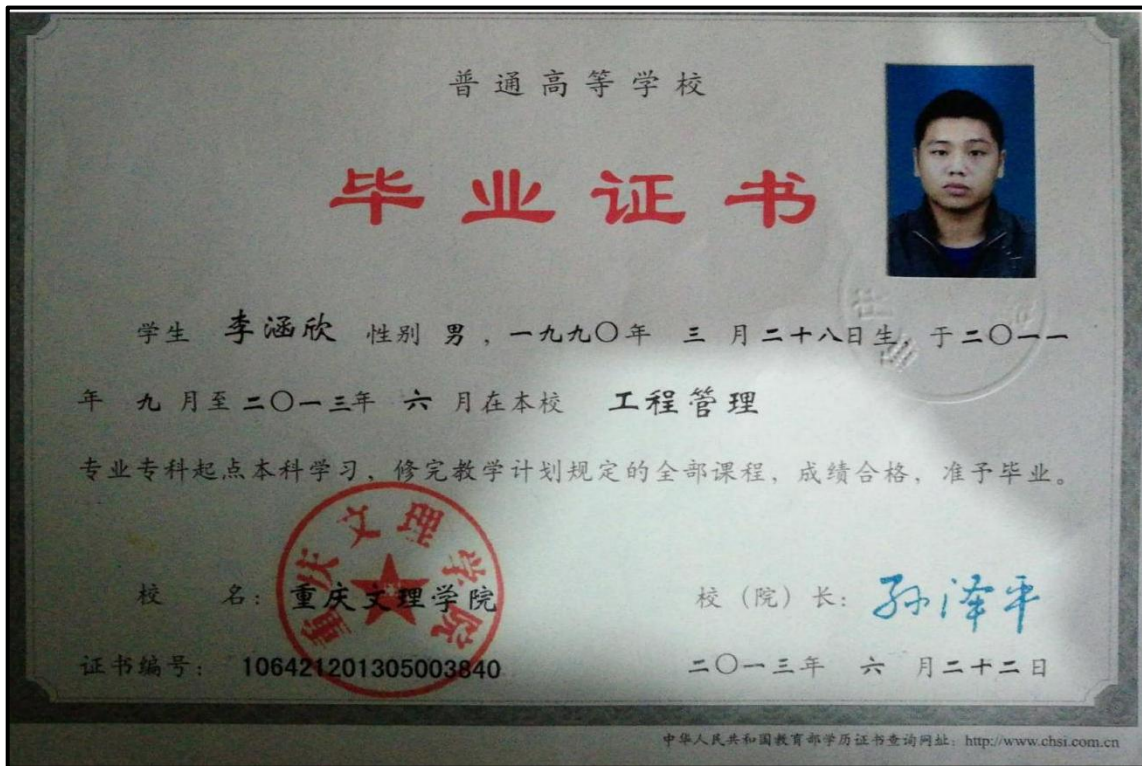 普通高等学校
毕业证书
学生 李涵欣 性别 男，一九九〇年 三 月二十八日生，于二〇一一
年 九 月至二〇一三年 六 月在本校 工程管理
专业专科起点本科学习，修完教学计划规定的全部课程，成绩合格，准予毕业。
重庆文理学院
校 名：重庆文理学院 校（院）长：孙泽平
证书编号：106421201305003840 二〇一三年 六 月二十二日
中华人民共和国教育部学历证书查询网址：http://www.chsi.com.cn